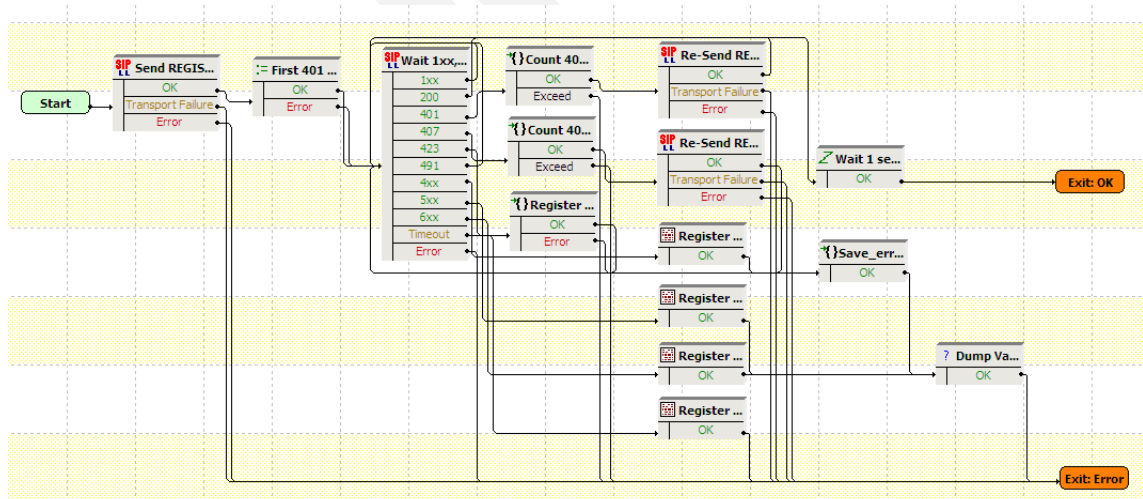 Start
SIP
LL
Send REGIS...
OK
Transport Failure
Error
:= First 401 ...
OK
Error
SIP
LL
Wait 1xx,...
1xx
200
401
407
423
491
4xx
5xx
6xx
Timeout
Error
{}Count 40...
OK
Exceed
{}Count 40...
OK
Exceed
{}Register ...
OK
Error
SIP
LL
Re-Send RE...
OK
Transport Failure
Error
SIP
LL
Re-Send RE...
OK
Transport Failure
Error
Register ...
OK
Register ...
OK
Register ...
OK
Register ...
OK
Z Wait 1 se...
OK
{}Save_err...
OK
? Dump Va...
OK
Exit: OK
Exit: Error